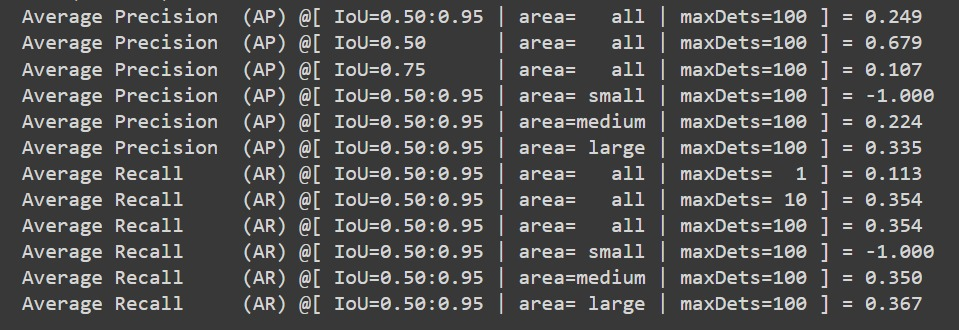 Average Precision  (AP) @[ IoU=0.50:0.95 | area=   all | maxDets=100 ] = 0.249
Average Precision  (AP) @[ IoU=0.50      | area=   all | maxDets=100 ] = 0.679
Average Precision  (AP) @[ IoU=0.75      | area=   all | maxDets=100 ] = 0.107
Average Precision  (AP) @[ IoU=0.50:0.95 | area= small | maxDets=100 ] = -1.000
Average Precision  (AP) @[ IoU=0.50:0.95 | area=medium | maxDets=100 ] = 0.224
Average Precision  (AP) @[ IoU=0.50:0.95 | area= large | maxDets=100 ] = 0.335
Average Recall     (AR) @[ IoU=0.50:0.95 | area=   all | maxDets=  1 ] = 0.113
Average Recall     (AR) @[ IoU=0.50:0.95 | area=   all | maxDets= 10 ] = 0.354
Average Recall     (AR) @[ IoU=0.50:0.95 | area=   all | maxDets=100 ] = 0.354
Average Recall     (AR) @[ IoU=0.50:0.95 | area= small | maxDets=100 ] = -1.000
Average Recall     (AR) @[ IoU=0.50:0.95 | area=medium | maxDets=100 ] = 0.350
Average Recall     (AR) @[ IoU=0.50:0.95 | area= large | maxDets=100 ] = 0.367